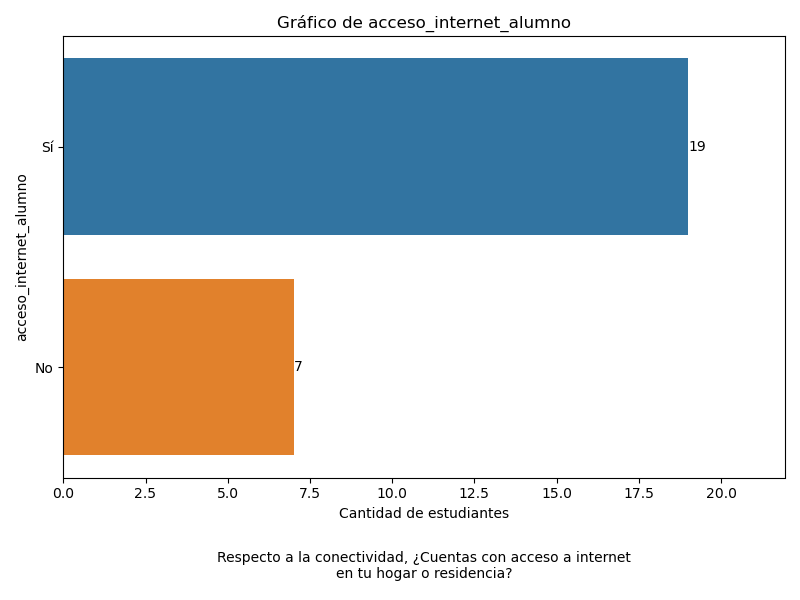 Gráfico de acceso_internet_alumno
acceso_internet_alumno
Sí
19
No
7
0.0 2.5 5.0 7.5 10.0 12.5 15.0 17.5 20.0
Cantidad de estudiantes
Respecto a la conectividad, ¿Cuentas con acceso a internet
en tu hogar o residencia?